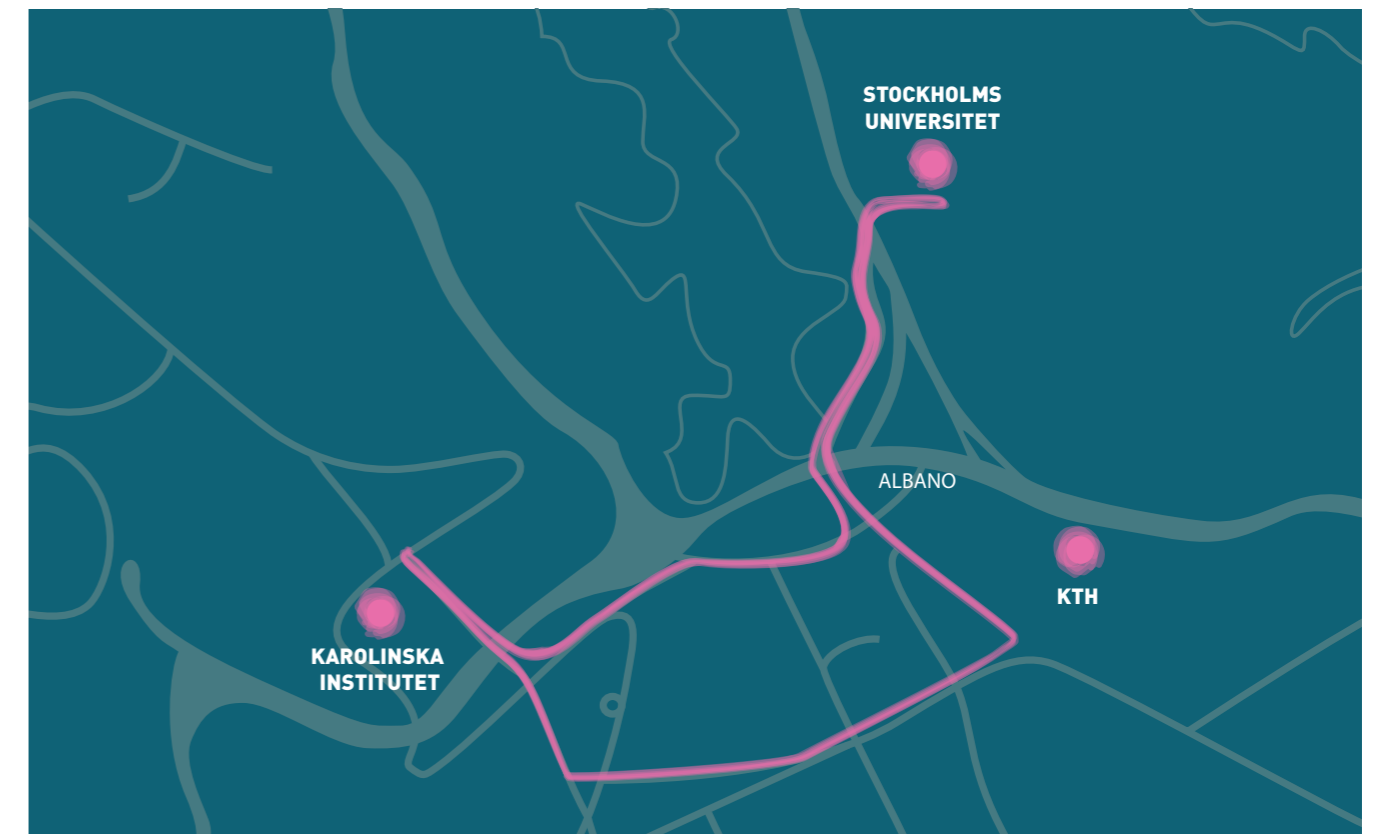 STOCKHOLMS
UNIVERSITET
ALBANO
KTH
KAROLINSKA
INSTITUTET